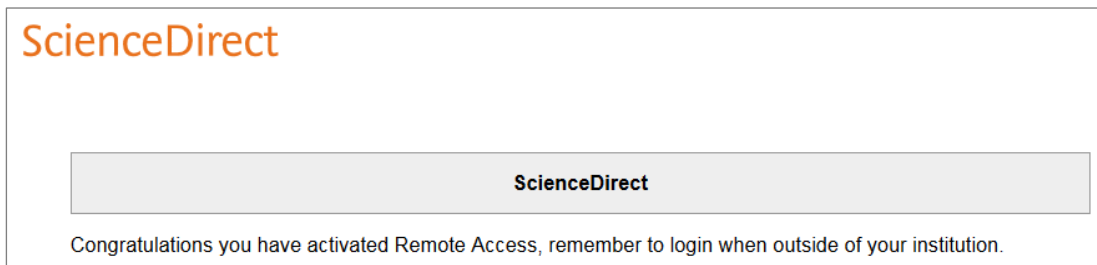 ScienceDirect
ScienceDirect
Congratulations you have activated Remote Access, remember to login when outside of your institution.